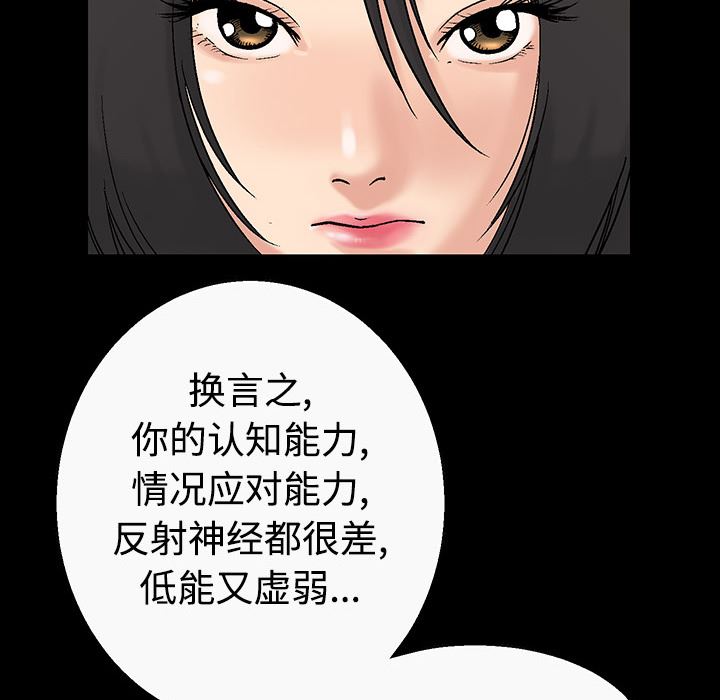 换言之,
你的认知能力,
情况应对能力,
反射神经都很差,
低能又虚弱...